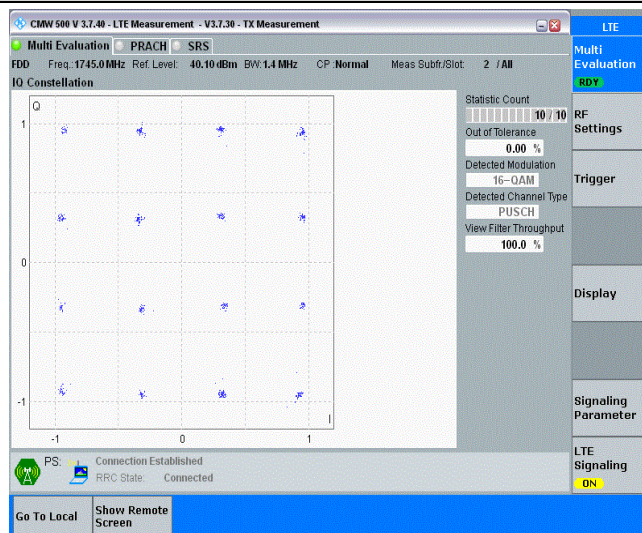 CMW 500 V 3.7.40 - LTE Measurement - V3.7.30 - TX Measurement
LTE
Multi Evaluation PRACH SRS
Multi
Evaluation
RDY
FDD Freq.:1745.0 MHz Ref. Level: 40.10 dBm BW:1.4 MHz CP :Normal Meas Subfr./Slot: 2 / All
IQ Constellation
Q
1
0
-1
-1 0 1
I
Statistic Count
10 / 10
Out of Tolerance
0.00 %
Detected Modulation
16-QAM
Detected Channel Type
PUSCH
View Filter Throughput
100.0 %
RF
Settings
Trigger
Display
Signaling
Parameter
LTE
Signaling
ON
PS: Connection Established
RRC State: Connected
Go To Local
Show Remote
Screen